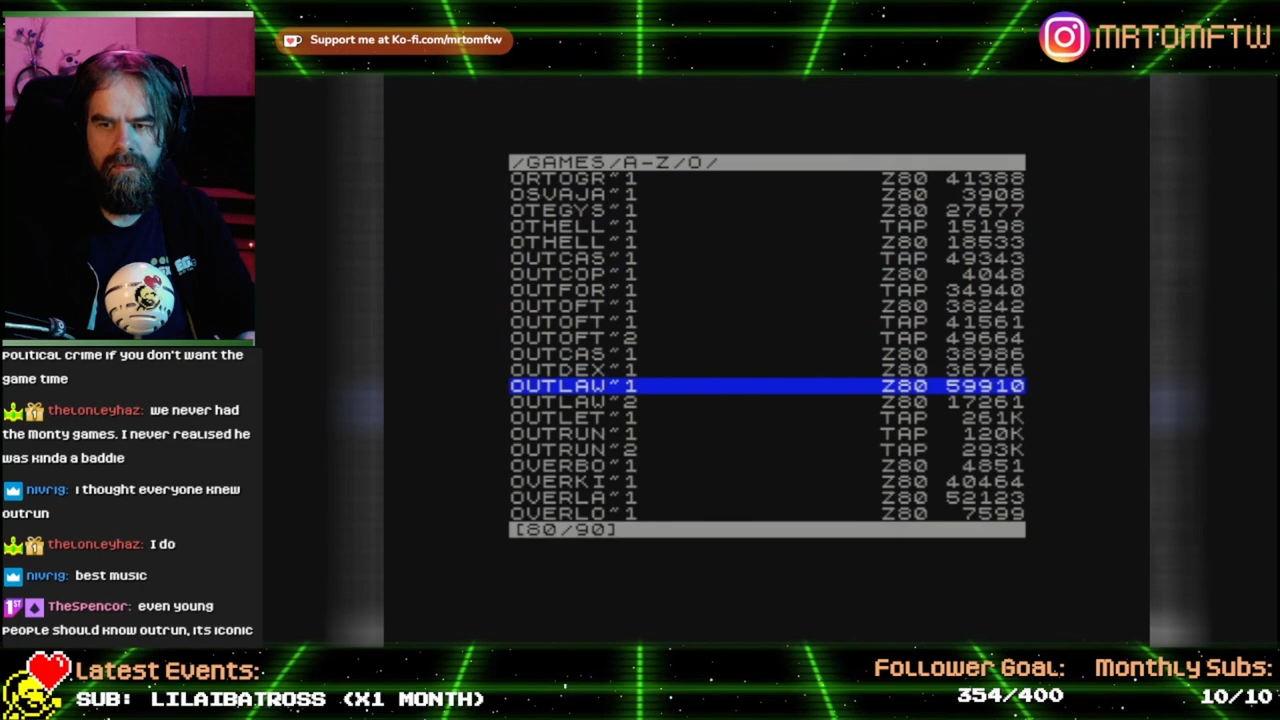 Support me at Ko-fi.com/mrtomftw
MRTOMFTW
/GAMES/A-Z/O/
ORTOGR~1 Z80 41388
OSVAJA~1 Z80 3908
OTEGYS~1 Z80 27677
OTHELL~1 TAP 15198
OTHELL~1 Z80 18533
OUTCAS~1 TAP 49343
OUTCOP~1 Z80 4048
OUTFOR~1 TAP 34940
OUTOFT~1 Z80 38242
OUTOFT~1 TAP 41561
OUTOFT~2 TAP 49664
OUTCAS~1 Z80 38986
OUTDEX~1 Z80 36766
OUTLAW~1 Z80 59910
OUTLAW~2 Z80 17261
OUTLET~1 TAP 261K
OUTRUN~1 TAP 120K
OUTRUN~2 TAP 293K
OVERBO~1 Z80 4851
OVERKI~1 Z80 40464
OVERLA~1 Z80 52123
OVERLO~1 Z80 7599
[80/90]
political crime if you don't want the
game time
theLonleyhaz: we never had
the Monty games. I never realised he
was kinda a baddie
nivrig: I thought everyone knew
outrun
theLonleyhaz: I do
nivrig: best music
1ST TheSpencor: even young
people should know outrun, its iconic
Latest Events:
SUB: LILAIBATROSS (X1 MONTH)
Follower Goal:
354/400
Monthly Subs:
10/10